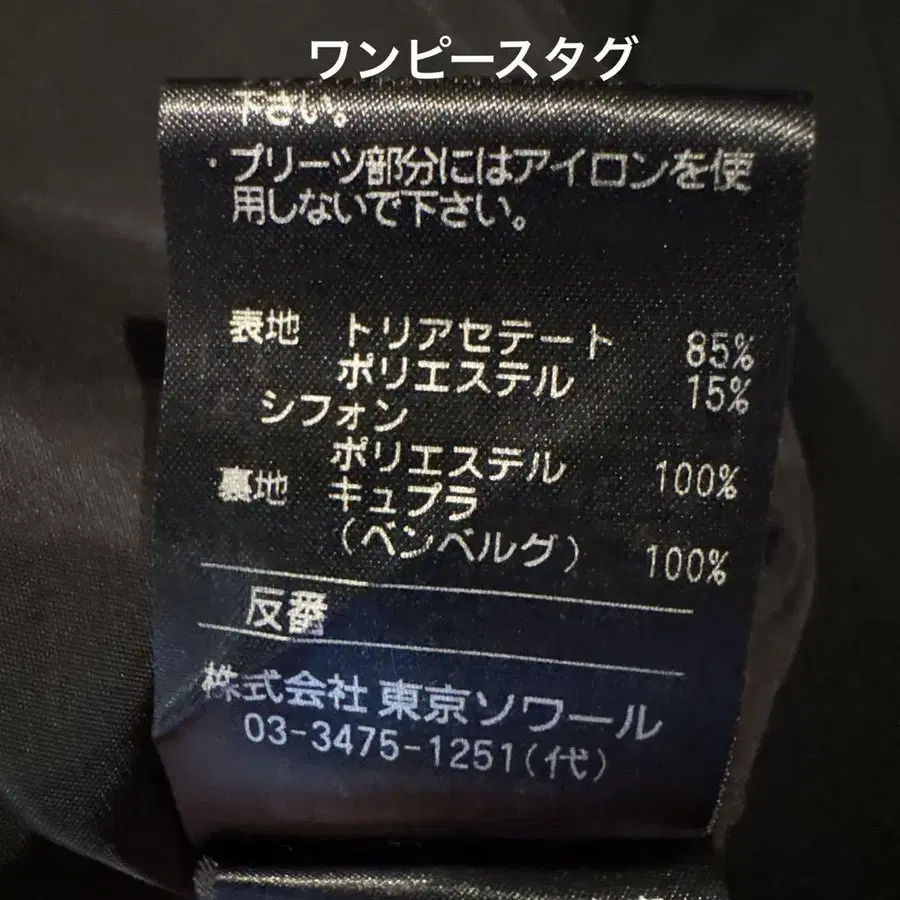 ワンピースタグ
下さい。
・プリーツ部分にはアイロンを使
用しないで下さい。
表地 トリアセテート 85%
ポリエステル 15%
シフォン
ポリエステル 100%
裏地 キュプラ
(ベンベルグ) 100%
反番
株式会社 東京ソワール
03-3475-1251(代)